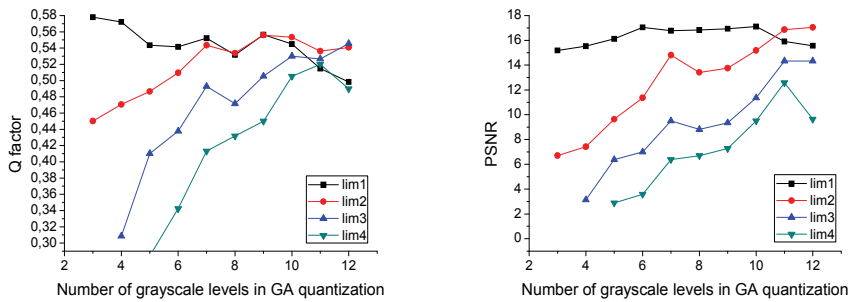 0,58
0,56
0,54
0,52
0,50
0,48
0,46
0,44
0,42
0,40
0,38
0,36
0,34
0,32
0,30
Q factor
2 4 6 8 10 12
Number of grayscale levels in GA quantization
lim1
lim2
lim3
lim4
18
16
14
12
10
8
6
4
2
0
PSNR
2 4 6 8 10 12
Number of grayscale levels in GA quantization
lim1
lim2
lim3
lim4